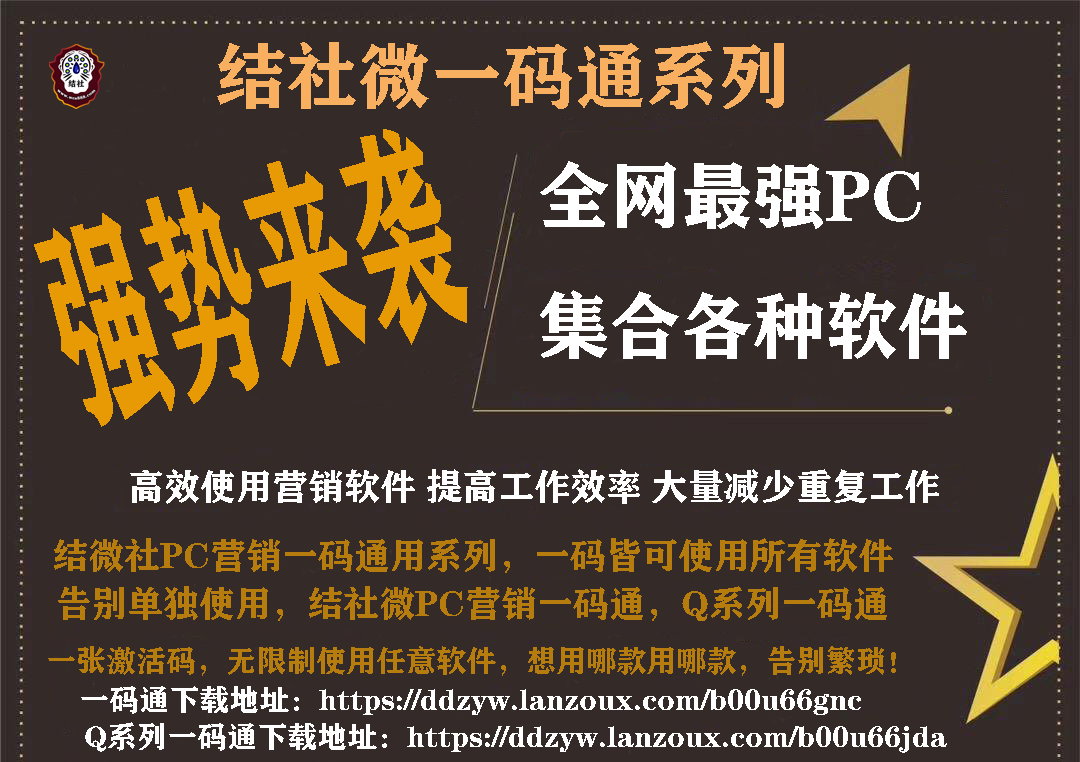 结社微一码通系列
结社
强势来袭
全网最强PC
集合各种软件
高效使用营销软件 提高工作效率 大量减少重复工作
结微社PC营销一码通用系列，一码皆可使用所有软件
告别单独使用，结社微PC营销一码通，Q系列一码通
一张激活码，无限制使用任意软件，想用哪款用哪款，告别繁琐！
一码通下载地址：https://ddzyw.lanzoux.com/b00u66gnc
Q系列一码通下载地址：https://ddzyw.lanzoux.com/b00u66jda